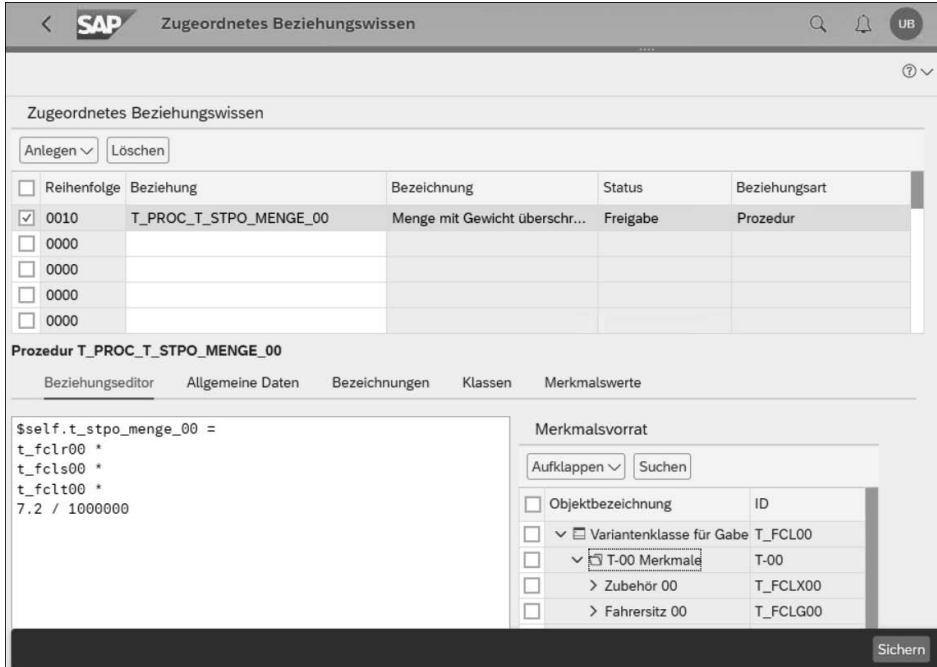 SAP Zugeordnetes Beziehungswissen UB
Zugeordnetes Beziehungswissen
Anlegen Löschen
Reihenfolge Beziehung Bezeichnung Status Beziehungsart
0010 T_PROC_T_STPO_MENGE_00 Menge mit Gewicht überschr... Freigabe Prozedur
0000
0000
0000
0000
Prozedur T_PROC_T_STPO_MENGE_00
Beziehungseditor Allgemeine Daten Bezeichnungen Klassen Merkmalswerte
$self.t_stpo_menge_00 =
t_fclr00 *
t_fcls00 *
t_fclt00 *
7.2 / 1000000
Merkmalsvorrat
Aufklappen Suchen
Objektbezeichnung ID
Variantenklasse für Gabe T_FCL00
T-00 Merkmale T-00
Zubehör 00 T_FCLX00
Fahrersitz 00 T_FCLG00
Sichern